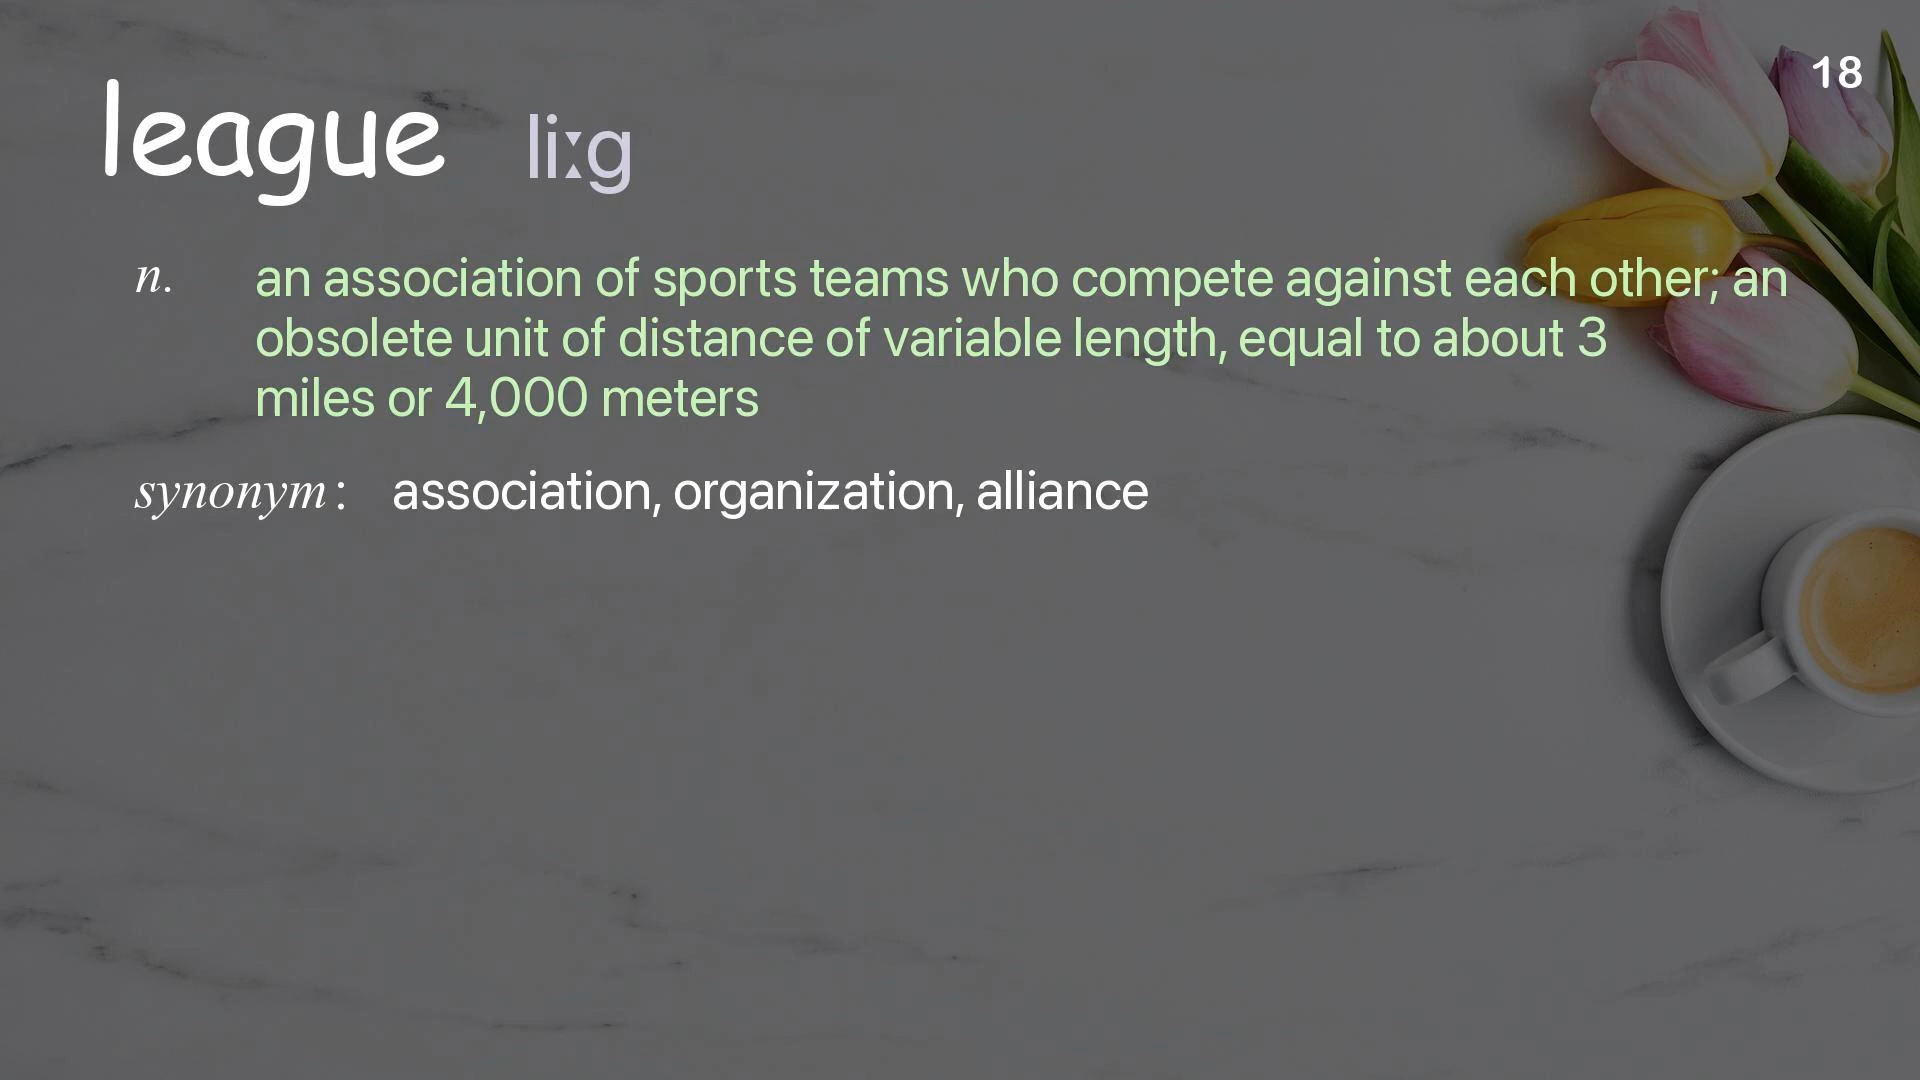 18
league liːg
n. an association of sports teams who compete against each other; an
obsolete unit of distance of variable length, equal to about 3
miles or 4,000 meters
synonym: association, organization, alliance